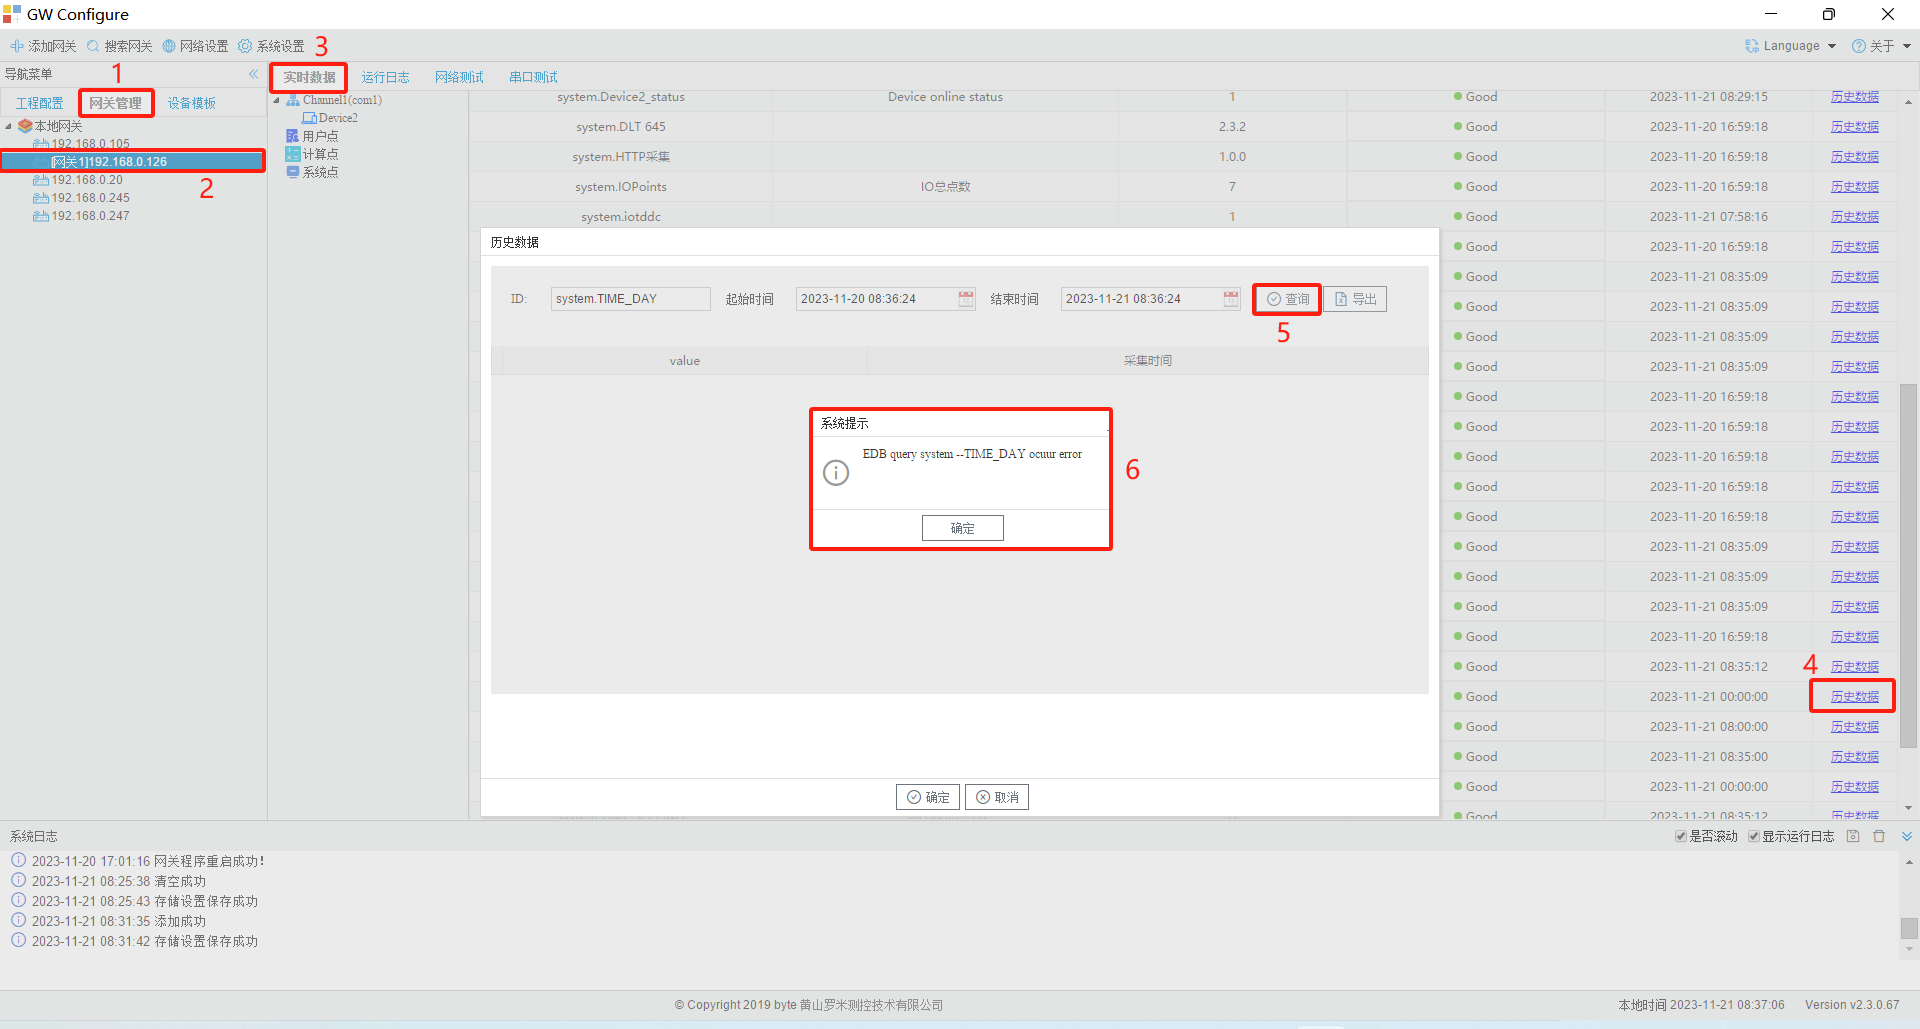 GW Configure
添加网关 搜索网关 网络设置 系统设置 3 Language 关于
导航菜单 1
工程配置 网关管理 设备模板
本地网关
192.168.0.105
[网关1]192.168.0.126
192.168.0.20 2
192.168.0.245
192.168.0.247
实时数据 运行日志 网络测试 串口测试
Channel1(com1)
Device2
用户点
计算点
系统点
system.Device2_status Device online status 1 Good 2023-11-21 08:29:15 历史数据
system.DLT 645 2.3.2 Good 2023-11-20 16:59:18 历史数据
system.HTTP采集 1.0.0 Good 2023-11-20 16:59:18 历史数据
system.IOPoints IO总点数 7 Good 2023-11-20 16:59:18 历史数据
system.iotddc 1 Good 2023-11-21 07:58:16 历史数据
Good 2023-11-20 16:59:18 历史数据
Good 2023-11-21 08:35:09 历史数据
Good 2023-11-21 08:35:09 历史数据
Good 2023-11-21 08:35:09 历史数据
Good 2023-11-21 08:35:09 历史数据
Good 2023-11-20 16:59:18 历史数据
Good 2023-11-20 16:59:18 历史数据
Good 2023-11-20 16:59:18 历史数据
Good 2023-11-20 16:59:18 历史数据
Good 2023-11-20 16:59:18 历史数据
Good 2023-11-21 08:35:09 历史数据
Good 2023-11-21 08:35:09 历史数据
Good 2023-11-21 08:35:09 历史数据
Good 2023-11-20 16:59:18 历史数据
Good 2023-11-21 08:35:12 4 历史数据
Good 2023-11-21 00:00:00 历史数据
Good 2023-11-21 08:00:00 历史数据
Good 2023-11-21 08:35:00 历史数据
Good 2023-11-21 00:00:00 历史数据
Good 2023-11-21 08:35:12 历史数据
历史数据
ID: system.TIME_DAY 起始时间 2023-11-20 08:36:24 结束时间 2023-11-21 08:36:24 查询 导出
5
value 采集时间
系统提示
EDB query system --TIME_DAY ocuur error
6
确定
确定 取消
系统日志 是否滚动 显示运行日志
2023-11-20 17:01:16 网关程序重启成功!
2023-11-21 08:25:38 清空成功
2023-11-21 08:25:43 存储设置保存成功
2023-11-21 08:31:35 添加成功
2023-11-21 08:31:42 存储设置保存成功
© Copyright 2019 byte 黄山罗米测控技术有限公司 本地时间 2023-11-21 08:37:06 Version v2.3.0.67